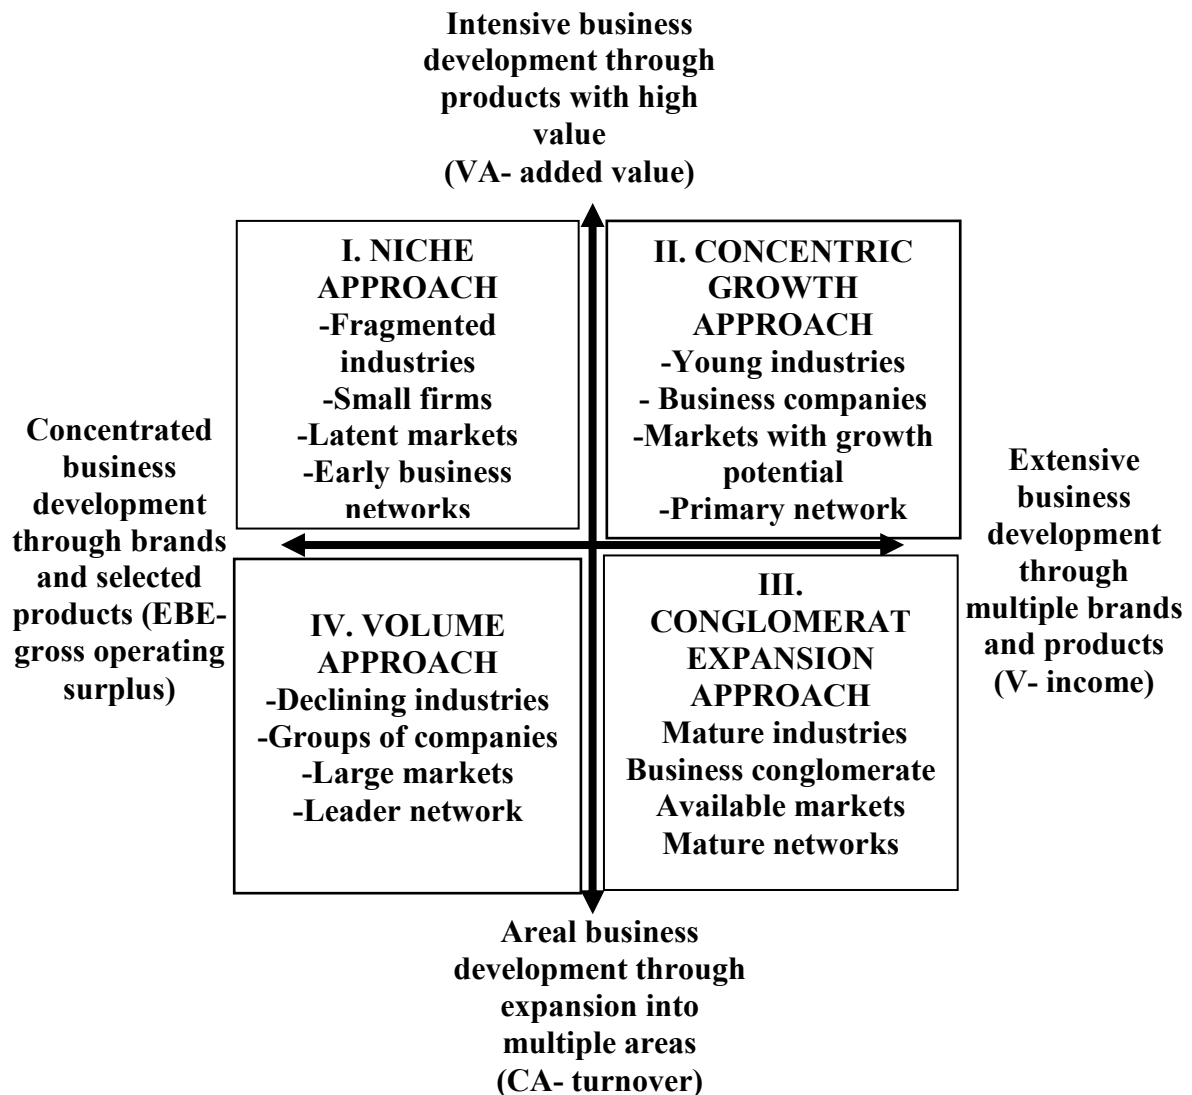 Intensive business
development through
products with high
value
(VA- added value)
I. NICHE
APPROACH
-Fragmented
industries
-Small firms
-Latent markets
-Early business
networks
II. CONCENTRIC
GROWTH
APPROACH
-Young industries
- Business companies
-Markets with growth
potential
-Primary network
Concentrated
business
development
through brands
and selected
products (EBE-
gross operating
surplus)
Extensive
business
development
through
multiple brands
and products
(V- income)
IV. VOLUME
APPROACH
-Declining industries
-Groups of companies
-Large markets
-Leader network
III.
CONGLOMERAT
EXPANSION
APPROACH
Mature industries
Business conglomerate
Available markets
Mature networks
Areal business
development through
expansion into
multiple areas
(CA- turnover)